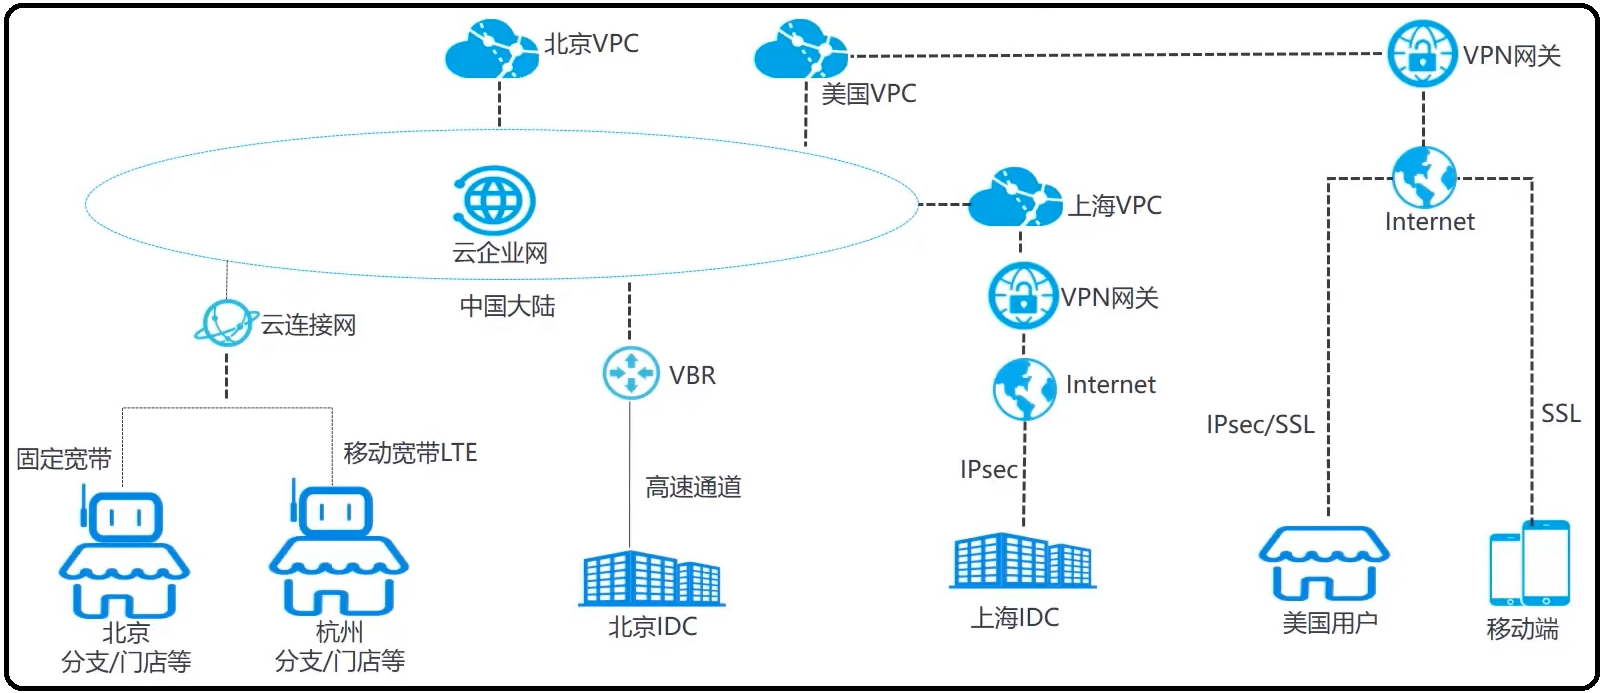 北京VPC
美国VPC
VPN网关
云企业网
上海VPC
Internet
中国大陆
云连接网
VPN网关
VBR
Internet
固定宽带
移动宽带LTE
高速通道
IPsec
IPsec/SSL
SSL
北京
分支/门店等
杭州
分支/门店等
北京IDC
上海IDC
美国用户
移动端